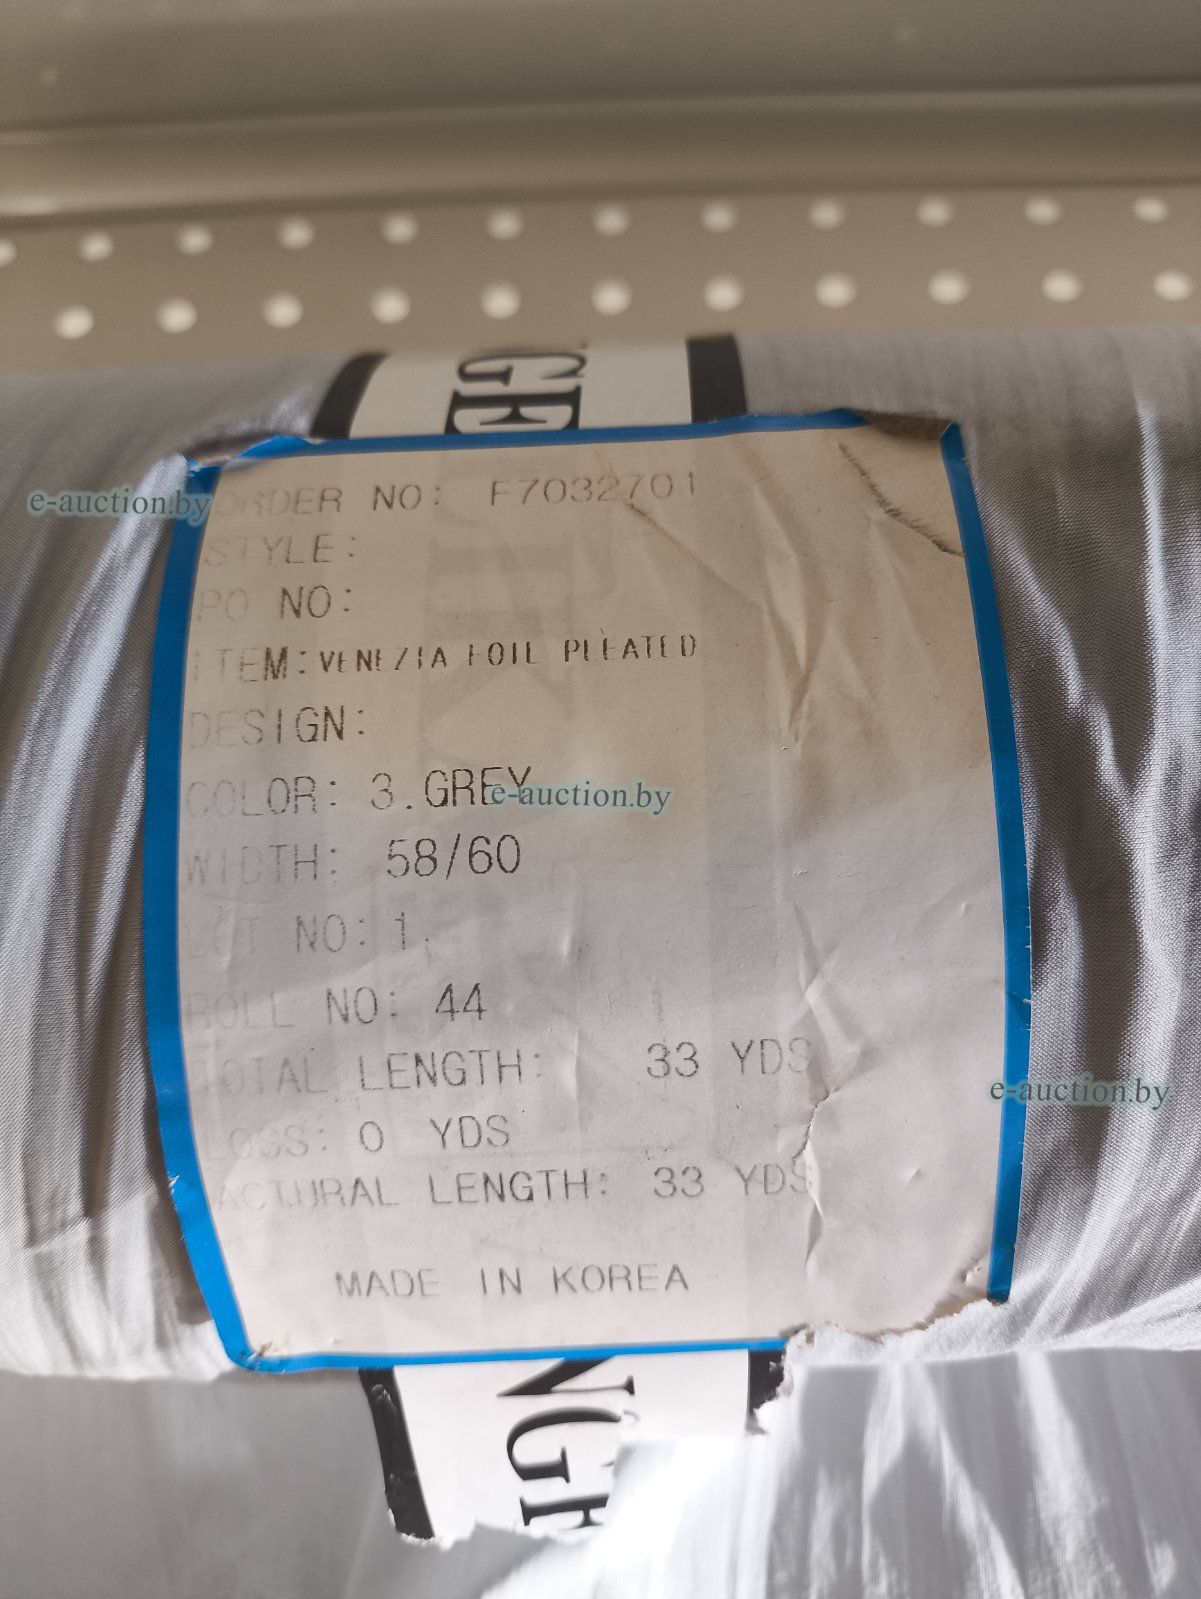 GE
ORDER NO: F7032701
e-auction.by
STYLE:
PO NO:
ITEM: VENEZIA FOIL PLEATED
DESIGN:
COLOR: 3.GREY
e-auction.by
WIDTH: 58/60
LOT NO: 1
ROLL NO: 44
TOTAL LENGTH: 33 YDS
e-auction.by
LOSS: 0 YDS
ACTURAL LENGTH: 33 YDS
MADE IN KOREA
NGE